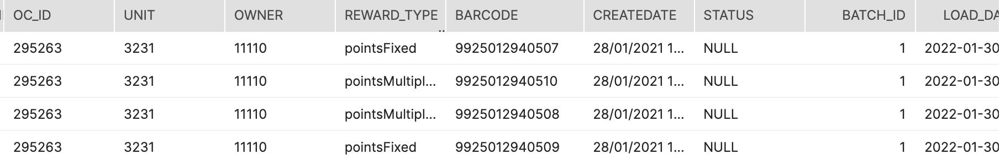 OC_ID UNIT OWNER REWARD_TYPE BARCODE CREATEDATE STATUS BATCH_ID LOAD_DA
295263 3231 11110 pointsFixed 9925012940507 28/01/2021 1... NULL 1 2022-01-30
295263 3231 11110 pointsMultipl... 9925012940510 28/01/2021 1... NULL 1 2022-01-30
295263 3231 11110 pointsMultipl... 9925012940508 28/01/2021 1... NULL 1 2022-01-30
295263 3231 11110 pointsFixed 9925012940509 28/01/2021 1... NULL 1 2022-01-30